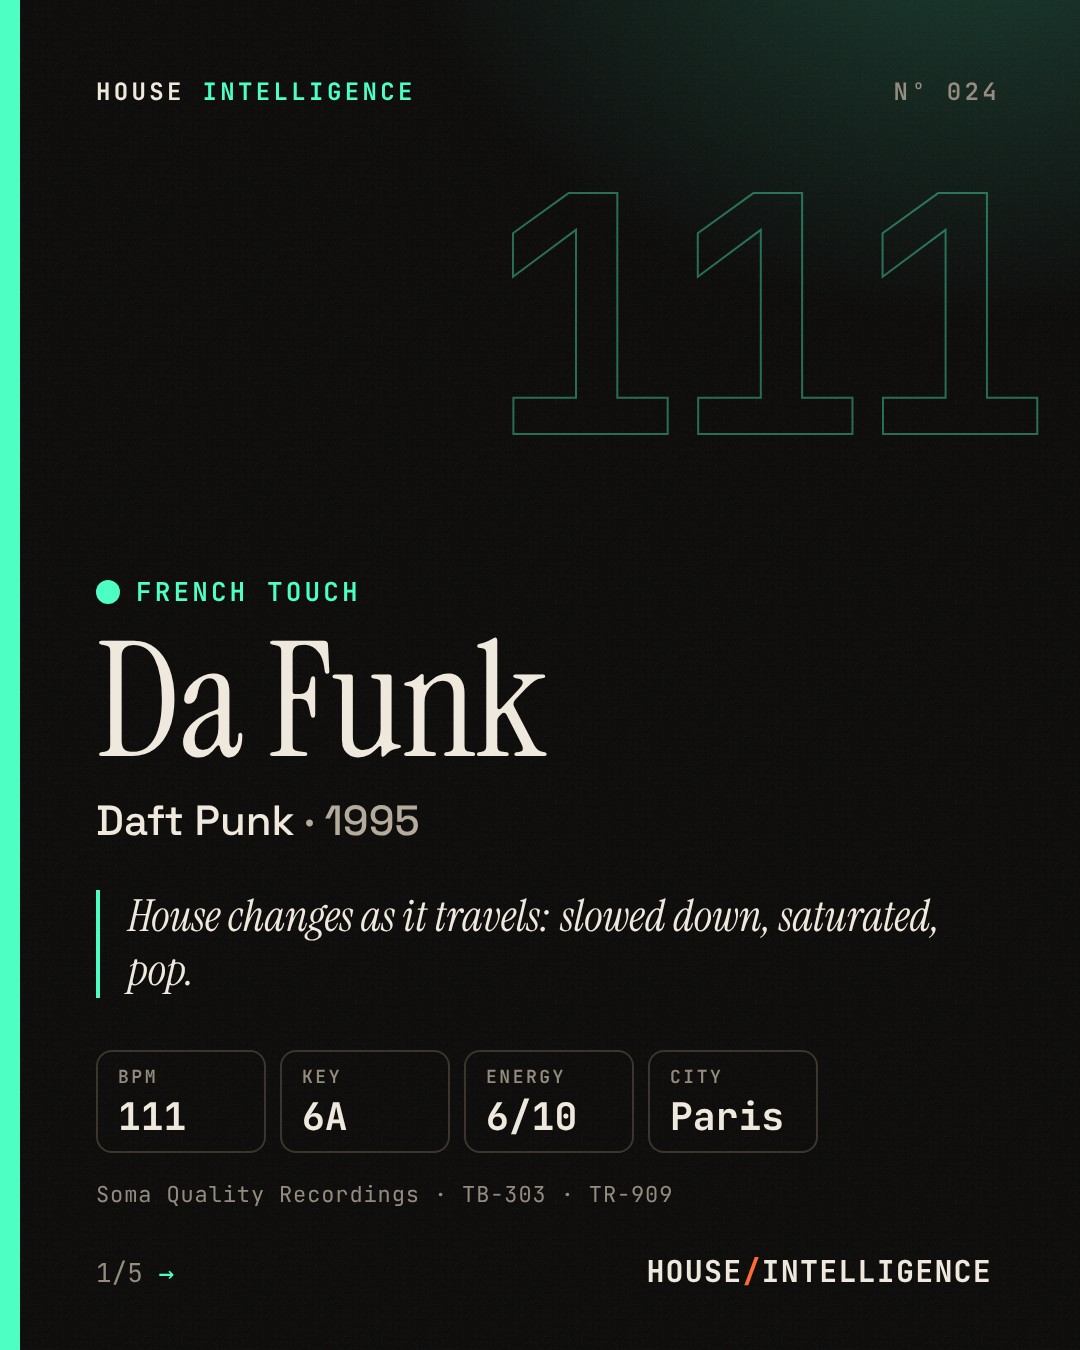 HOUSE INTELLIGENCE
N° 024
111
FRENCH TOUCH
Da Funk
Daft Punk · 1995
House changes as it travels: slowed down, saturated,
pop.
BPM
111
KEY
6A
ENERGY
6/10
CITY
Paris
Soma Quality Recordings · TB-303 · TR-909
1/5 →
HOUSE/INTELLIGENCE